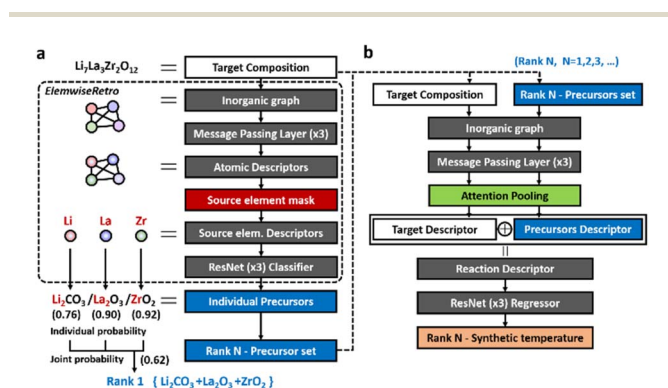 a
Li7La3Zr2O12
Target Composition
ElemwiseRetro
Inorganic graph
Message Passing Layer (x3)
Atomic Descriptors
Source element mask
Li La Zr
Source elem. Descriptors
ResNet (x3) Classifier
Li2CO3/La2O3/ZrO2
Individual Precursors
(0.76) (0.90) (0.92)
Individual probability
Joint probability (0.62)
Rank N - Precursor set
Rank 1 { Li2CO3+La2O3+ZrO2 }
b
(Rank N, N=1,2,3, ...)
Target Composition
Rank N - Precursors set
Inorganic graph
Message Passing Layer (x3)
Attention Pooling
Target Descriptor ⊕ Precursors Descriptor
Reaction Descriptor
ResNet (x3) Regressor
Rank N - Synthetic temperature